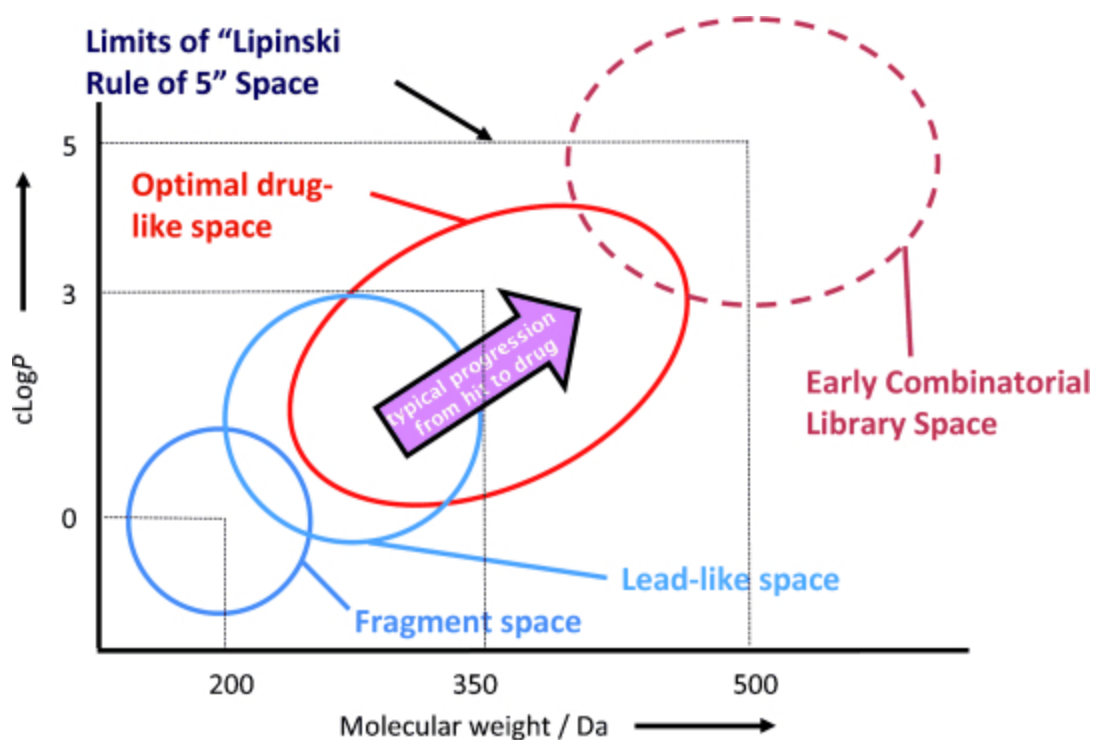 Limits of “Lipinski
Rule of 5” Space
5
Optimal drug-
like space
3
typical progression
from hit to drug
cLogP
Early Combinatorial
Library Space
0
Lead-like space
Fragment space
200
350
500
Molecular weight / Da